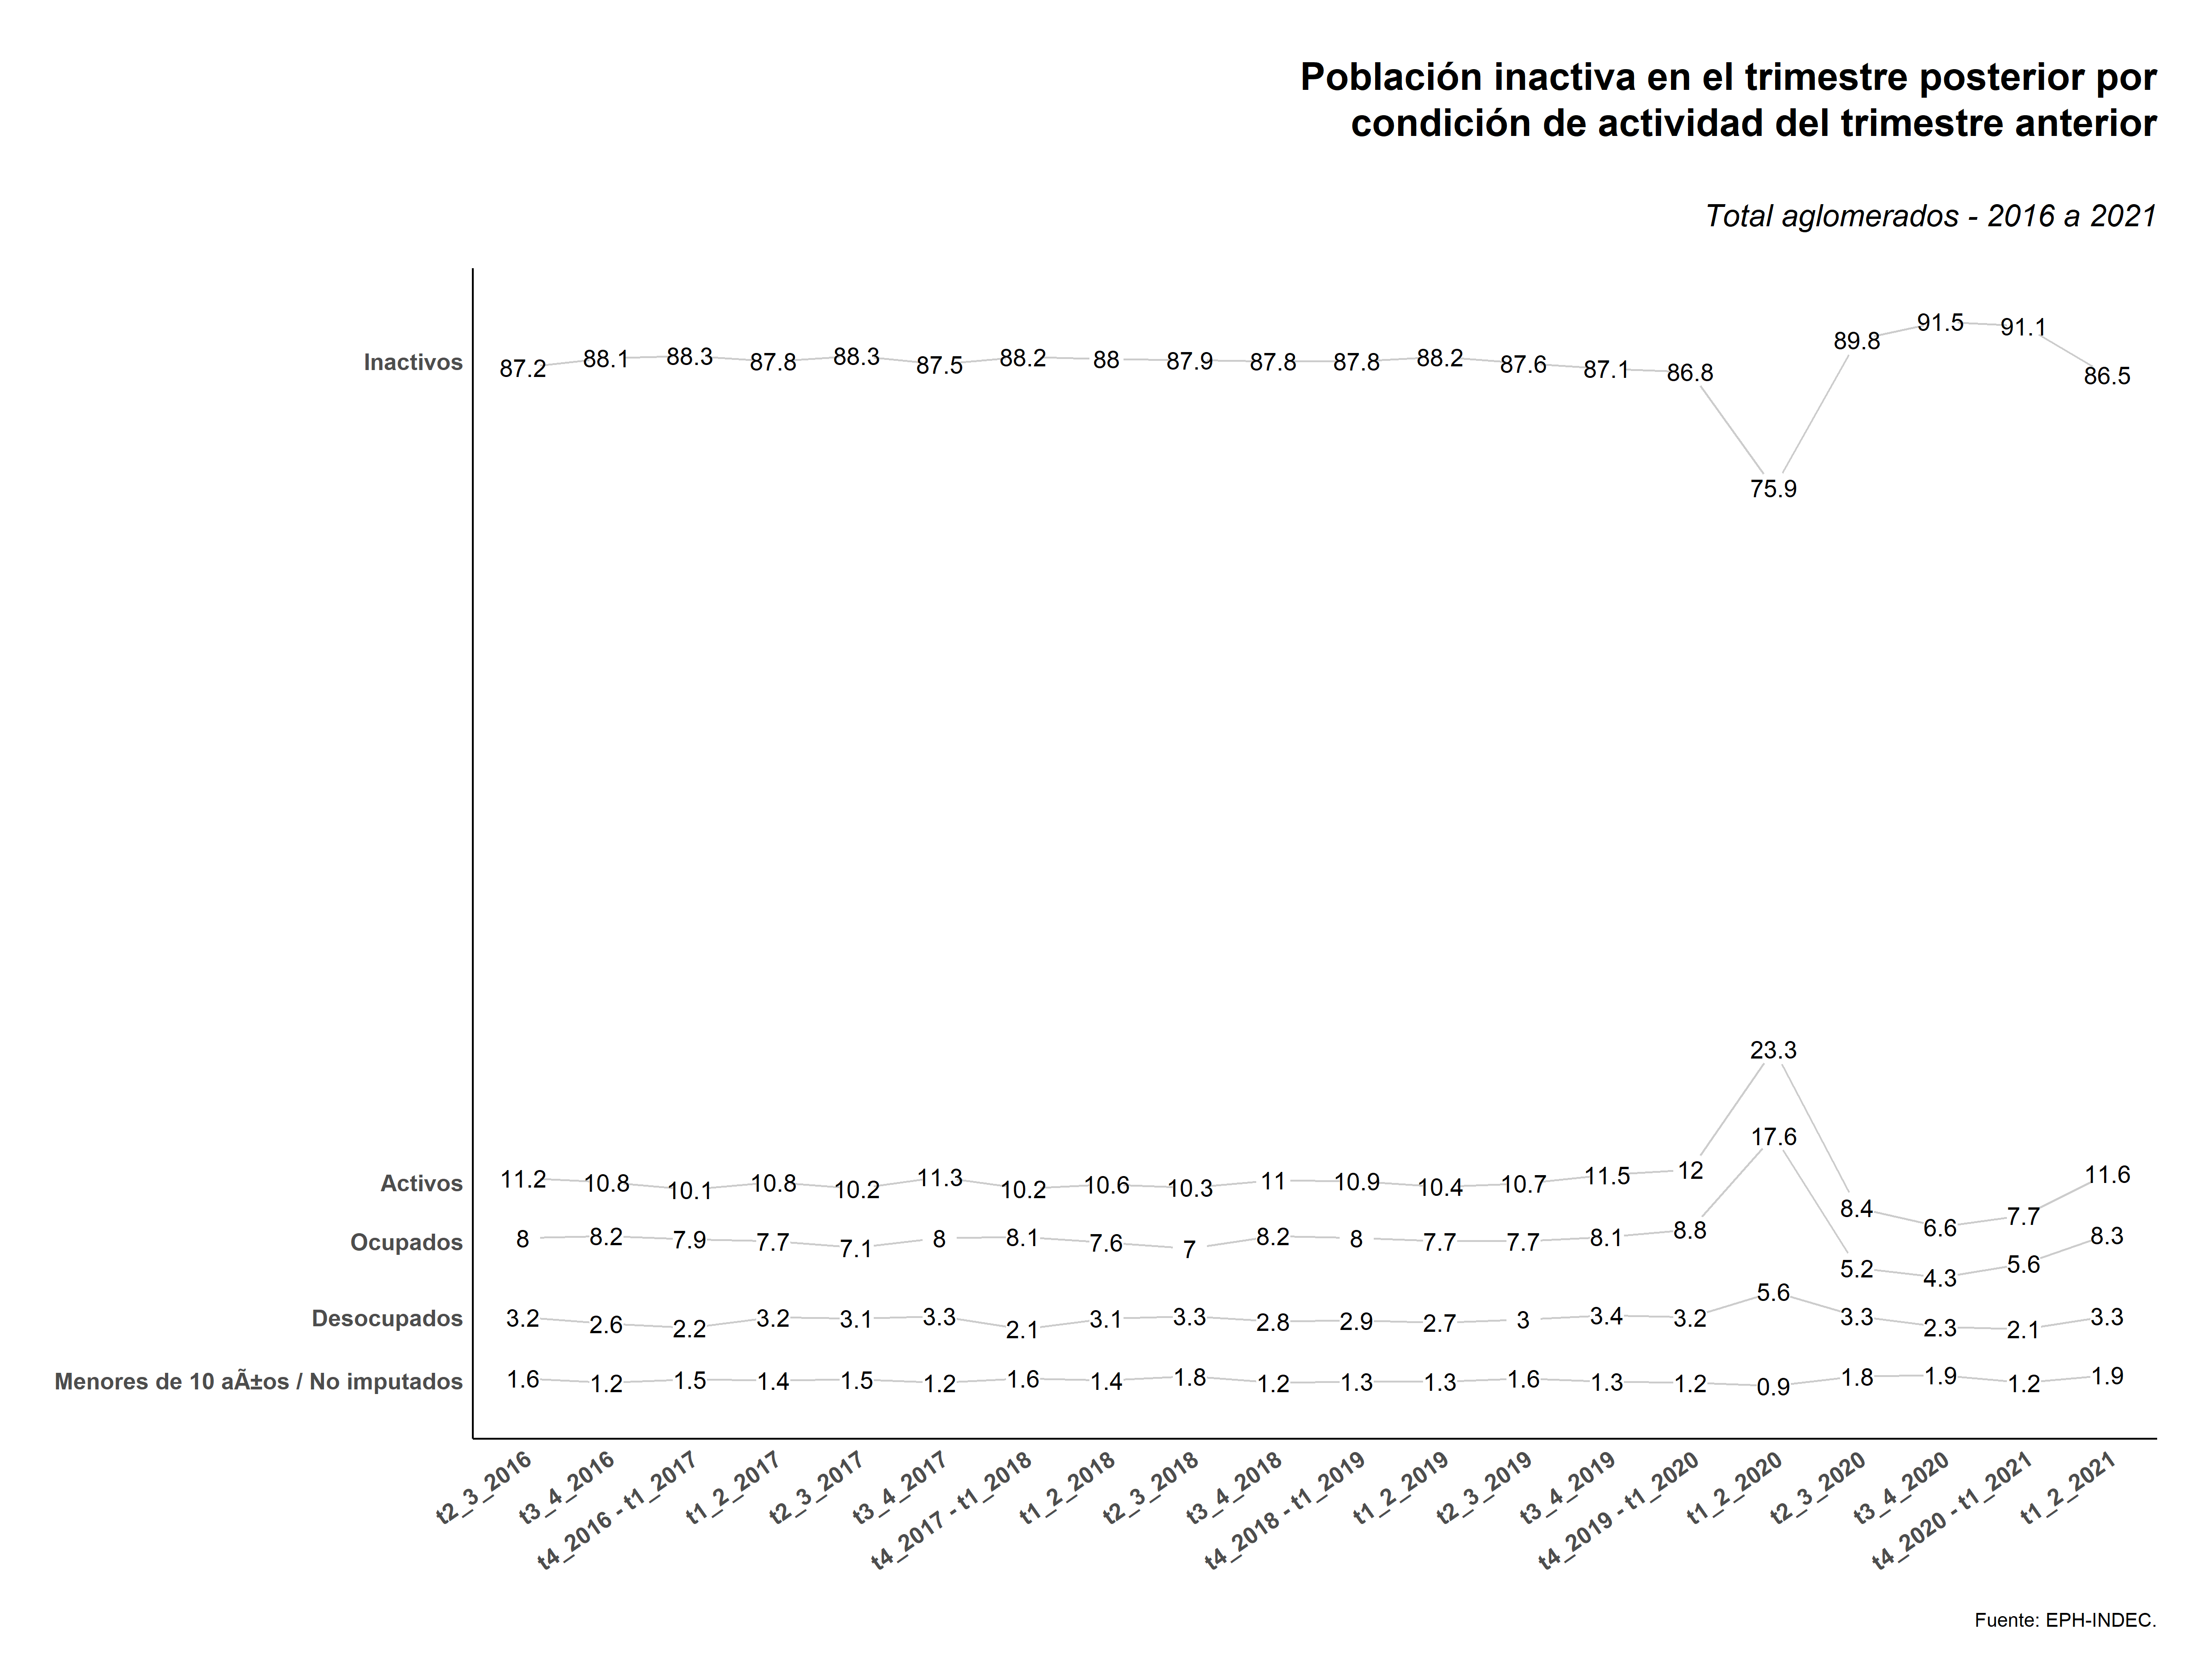 Población inactiva en el trimestre posterior por
condición de actividad del trimestre anterior
Total aglomerados - 2016 a 2021
Inactivos
87.2 88.1 88.3 87.8 88.3 87.5 88.2 88 87.9 87.8 87.8 88.2 87.6 87.1 86.8 75.9 89.8 91.5 91.1 86.5
Activos
11.2 10.8 10.1 10.8 10.2 11.3 10.2 10.6 10.3 11 10.9 10.4 10.7 11.5 12 23.3 8.4 6.6 7.7 11.6
Ocupados
8 8.2 7.9 7.7 7.1 8 8.1 7.6 7 8.2 8 7.7 7.7 8.1 8.8 17.6 5.2 4.3 5.6 8.3
Desocupados
3.2 2.6 2.2 3.2 3.1 3.3 2.1 3.1 3.3 2.8 2.9 2.7 3 3.4 3.2 5.6 3.3 2.3 2.1 3.3
Menores de 10 aÃ±os / No imputados
1.6 1.2 1.5 1.4 1.5 1.2 1.6 1.4 1.8 1.2 1.3 1.3 1.6 1.3 1.2 0.9 1.8 1.9 1.2 1.9
t2_3_2016
t3_4_2016
t4_2016 - t1_2017
t1_2_2017
t2_3_2017
t3_4_2017
t4_2017 - t1_2018
t1_2_2018
t2_3_2018
t3_4_2018
t4_2018 - t1_2019
t1_2_2019
t2_3_2019
t3_4_2019
t4_2019 - t1_2020
t1_2_2020
t2_3_2020
t3_4_2020
t4_2020 - t1_2021
t1_2_2021
Fuente: EPH-INDEC.